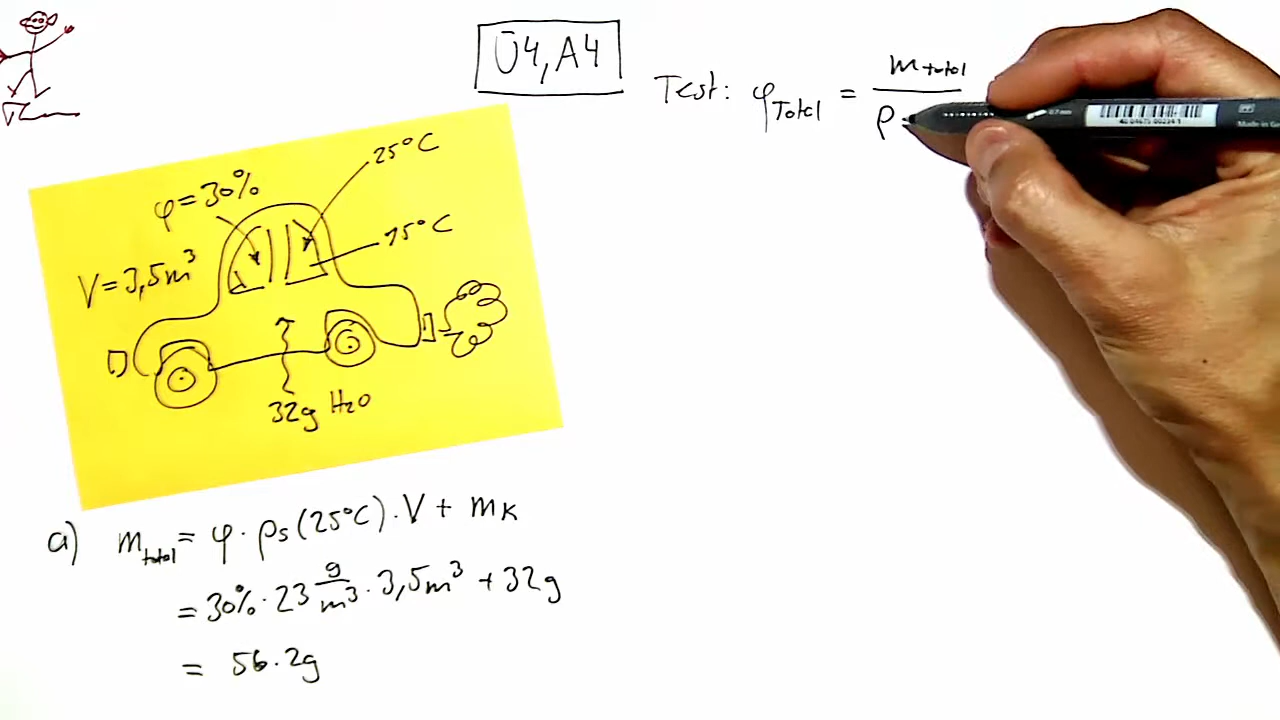 Ü4, A4
Test: φTotal = mtotal / ρs
φ=30%
25°C
15°C
V=3,5m³
32g H2O
a) mtotal = φ · ρs (25°C) · V + mK
= 30% · 23 g/m³ · 3,5m³ + 32g
= 56.2g